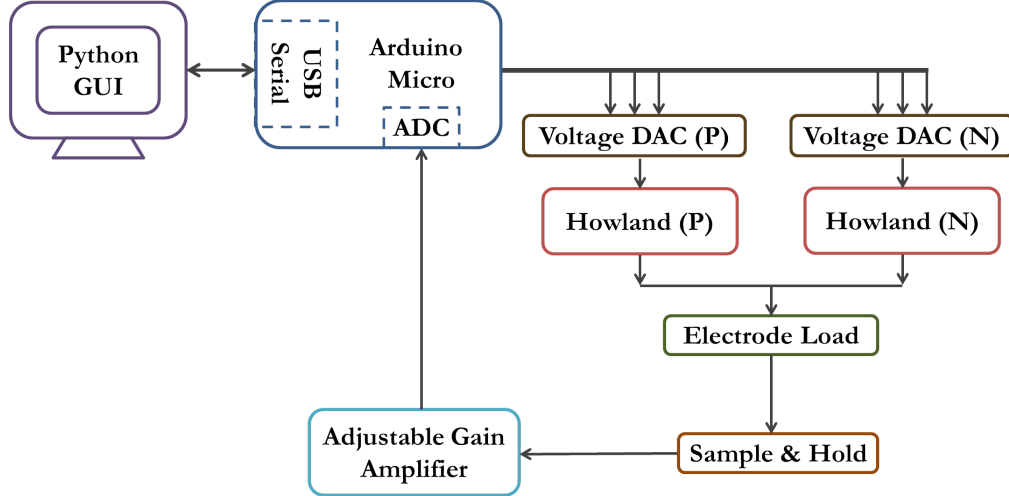 Python
GUI
USB
Serial
Arduino
Micro
ADC
Voltage DAC (P)
Voltage DAC (N)
Howland (P)
Howland (N)
Electrode Load
Adjustable Gain
Amplifier
Sample & Hold